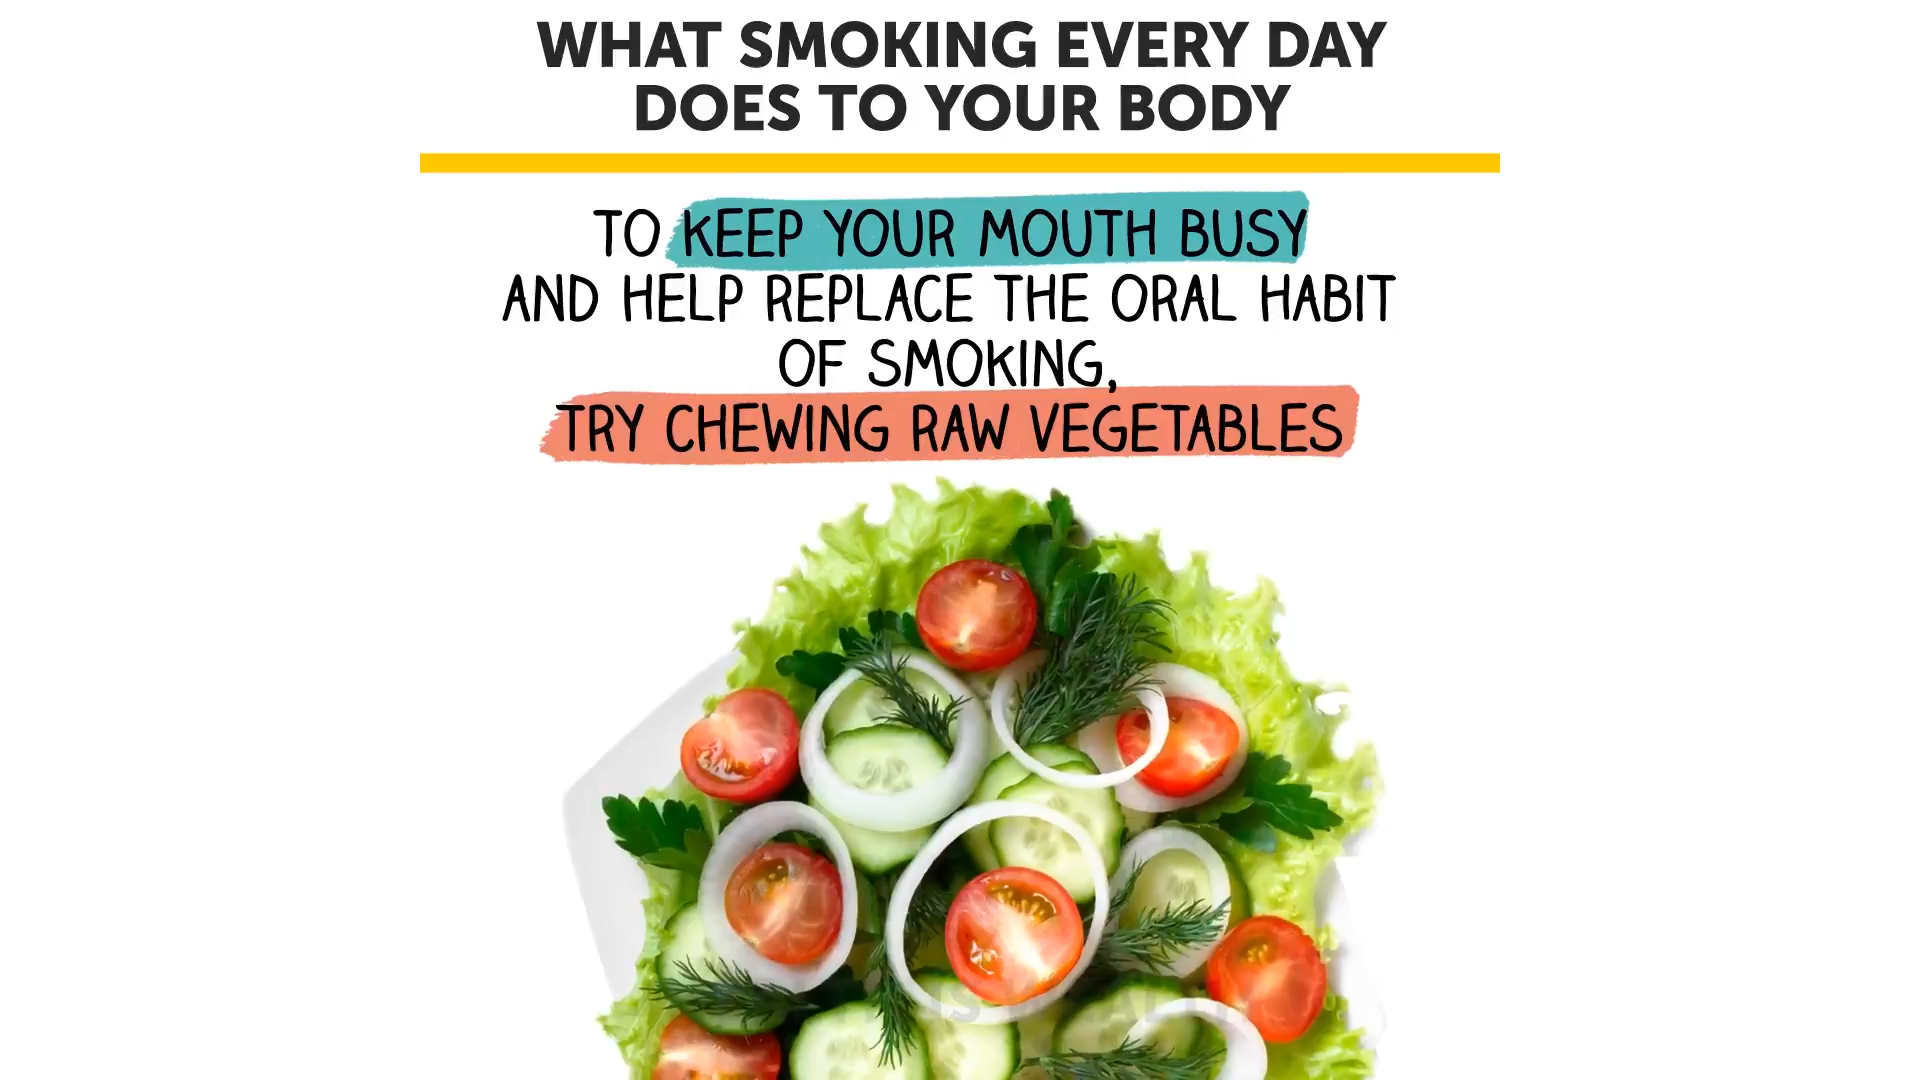 WHAT SMOKING EVERY DAY
DOES TO YOUR BODY
TO KEEP YOUR MOUTH BUSY
AND HELP REPLACE THE ORAL HABIT
OF SMOKING,
TRY CHEWING RAW VEGETABLES